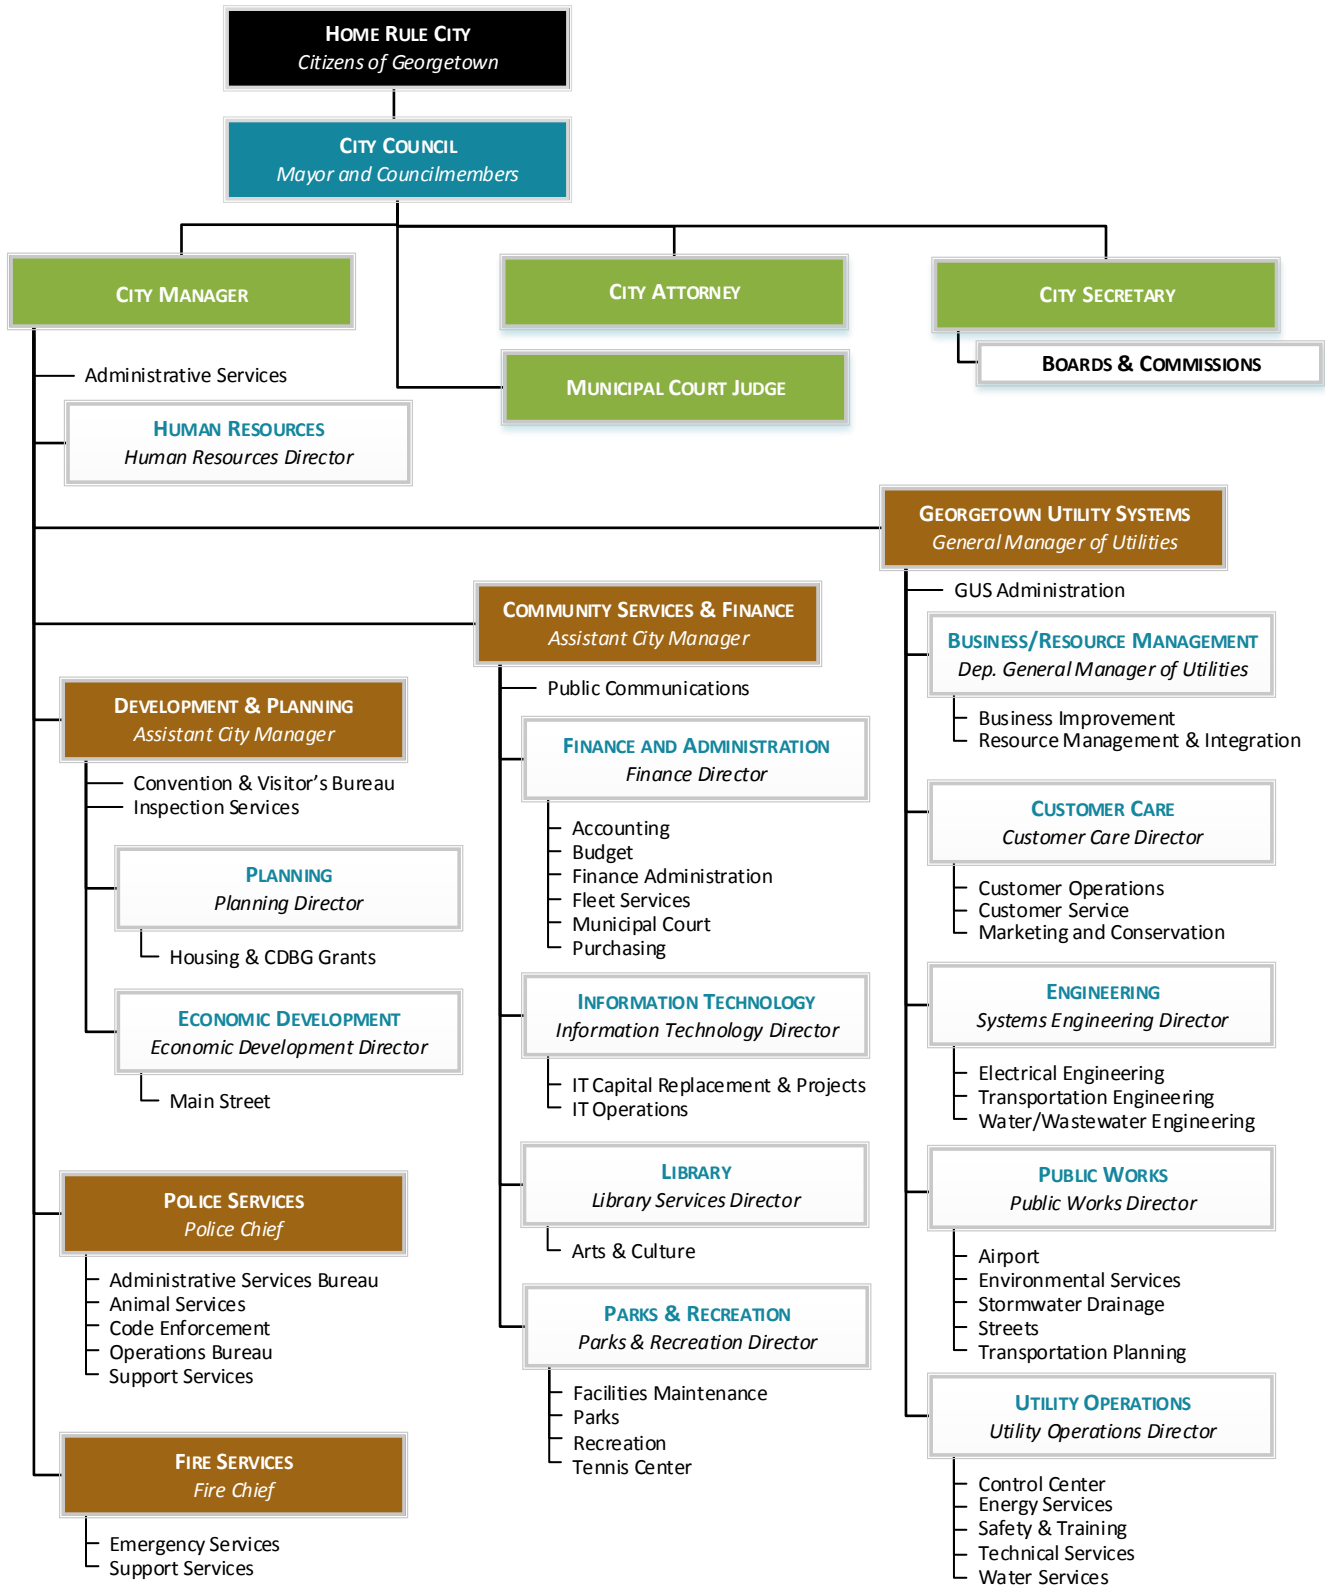 HOME RULE CITY
Citizens of Georgetown
CITY COUNCIL
Mayor and Councilmembers
CITY MANAGER
CITY ATTORNEY
CITY SECRETARY
BOARDS & COMMISSIONS
MUNICIPAL COURT JUDGE
Administrative Services
HUMAN RESOURCES
Human Resources Director
GEORGETOWN UTILITY SYSTEMS
General Manager of Utilities
GUS Administration
BUSINESS/RESOURCE MANAGEMENT
Dep. General Manager of Utilities
Business Improvement
Resource Management & Integration
CUSTOMER CARE
Customer Care Director
Customer Operations
Customer Service
Marketing and Conservation
ENGINEERING
Systems Engineering Director
Electrical Engineering
Transportation Engineering
Water/Wastewater Engineering
PUBLIC WORKS
Public Works Director
Airport
Environmental Services
Stormwater Drainage
Streets
Transportation Planning
UTILITY OPERATIONS
Utility Operations Director
Control Center
Energy Services
Safety & Training
Technical Services
Water Services
COMMUNITY SERVICES & FINANCE
Assistant City Manager
Public Communications
FINANCE AND ADMINISTRATION
Finance Director
Accounting
Budget
Finance Administration
Fleet Services
Municipal Court
Purchasing
INFORMATION TECHNOLOGY
Information Technology Director
IT Capital Replacement & Projects
IT Operations
LIBRARY
Library Services Director
Arts & Culture
PARKS & RECREATION
Parks & Recreation Director
Facilities Maintenance
Parks
Recreation
Tennis Center
DEVELOPMENT & PLANNING
Assistant City Manager
Convention & Visitor's Bureau
Inspection Services
PLANNING
Planning Director
Housing & CDBG Grants
ECONOMIC DEVELOPMENT
Economic Development Director
Main Street
POLICE SERVICES
Police Chief
Administrative Services Bureau
Animal Services
Code Enforcement
Operations Bureau
Support Services
FIRE SERVICES
Fire Chief
Emergency Services
Support Services